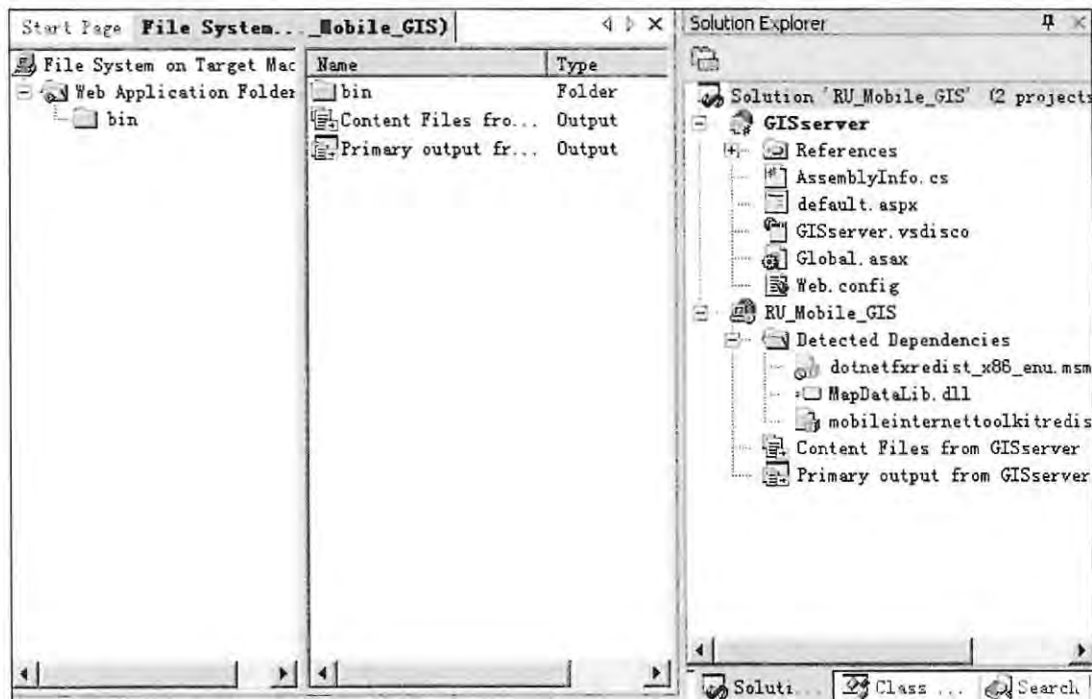 Start Page File System..._Mobile_GIS)
File System on Target Mac
Web Application Folder
bin
Name Type
bin Folder
Content Files fro... Output
Primary output fr... Output
Solution Explorer
Solution 'RU_Mobile_GIS' (2 projects
GISserver
References
AssemblyInfo.cs
default.aspx
GISserver.vsdisco
Global.asax
Web.config
RU_Mobile_GIS
Detected Dependencies
dotnetfxredist_x86_enu.msm
MapDataLib.dll
mobileinternettoolkitredis
Content Files from GISserver
Primary output from GISserver
Soluti... Class ... Search